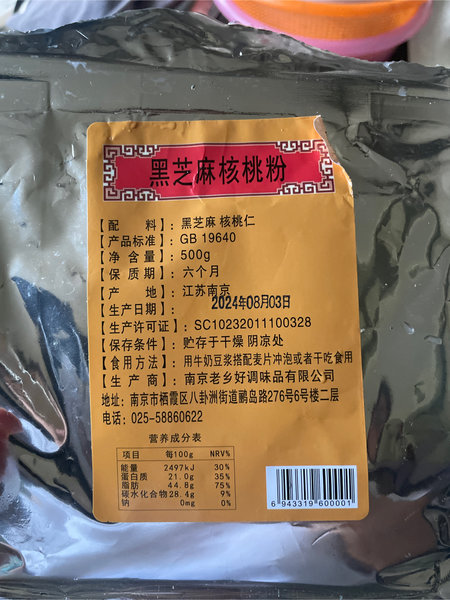 黑芝麻核桃粉
【配 料】：黑芝麻 核桃仁
【产品标准】：GB 19640
【净 含 量】：500g
【保 质 期】：六个月
【产 地】：江苏南京
【生产日期】：2024年08月03日
【生产许可证】：SC10232011100328
【保存条件】：贮存于干燥 阴凉处
【食用方法】：用牛奶豆浆搭配麦片冲泡或者干吃食用
【生 产 商】：南京老乡好调味品有限公司
地址：南京市栖霞区八卦洲街道鹂岛路276号6号楼二层
电话：025-58860622
营养成分表
项目 每100g NRV%
能量 2497kJ 30%
蛋白质 21.0g 35%
脂肪 44.8g 75%
碳水化合物 28.4g 9%
钠 0mg 0%
6 943319 600001